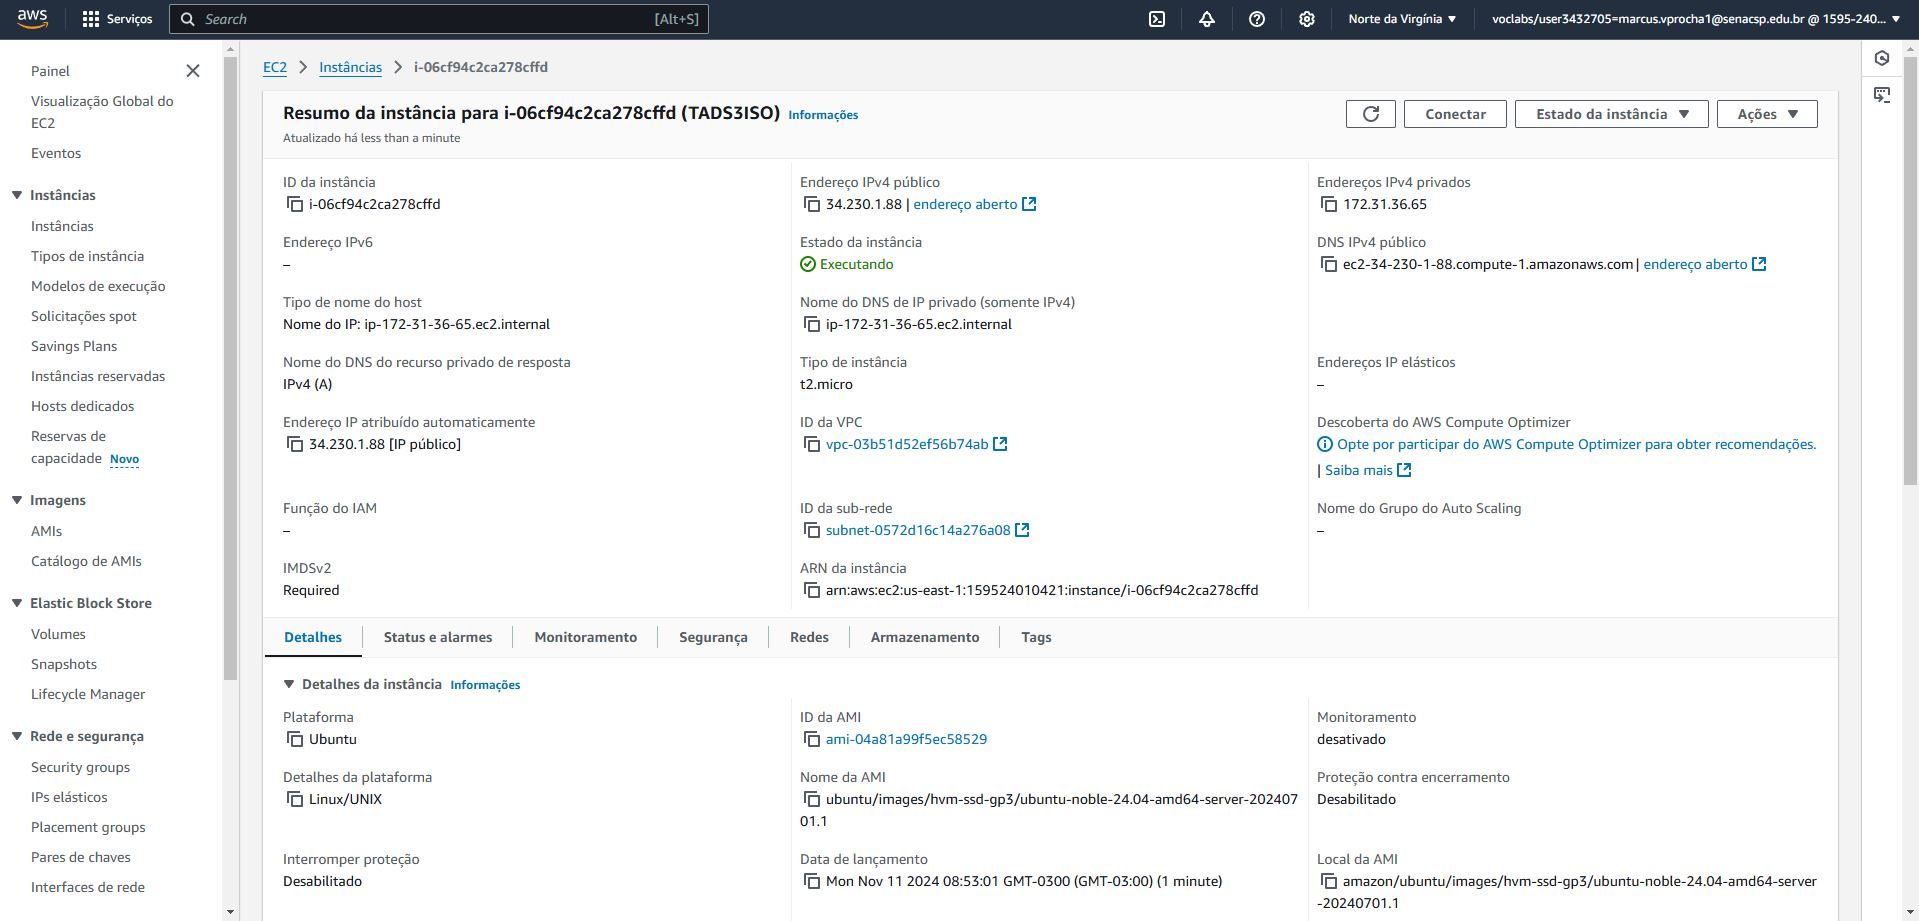 aws
Serviços
Search
[Alt+S]
Norte da Virgínia
voclabs/user3432705=marcus.vprocha1@senacsp.edu.br @ 1595-240...
Painel
Visualização Global do
EC2
Eventos
Instâncias
Instâncias
Tipos de instância
Modelos de execução
Solicitações spot
Savings Plans
Instâncias reservadas
Hosts dedicados
Reservas de
capacidade Novo
Imagens
AMIs
Catálogo de AMIs
Elastic Block Store
Volumes
Snapshots
Lifecycle Manager
Rede e segurança
Security groups
IPs elásticos
Placement groups
Pares de chaves
Interfaces de rede
EC2 > Instâncias > i-06cf94c2ca278cffd
Resumo da instância para i-06cf94c2ca278cffd (TADS3ISO) Informações
Atualizado há less than a minute
Conectar
Estado da instância
Ações
ID da instância
i-06cf94c2ca278cffd
Endereço IPv4 público
34.230.1.88 | endereço aberto
Endereços IPv4 privados
172.31.36.65
Endereço IPv6
–
Estado da instância
Executando
DNS IPv4 público
ec2-34-230-1-88.compute-1.amazonaws.com | endereço aberto
Tipo de nome do host
Nome do IP: ip-172-31-36-65.ec2.internal
Nome do DNS de IP privado (somente IPv4)
ip-172-31-36-65.ec2.internal
Nome do DNS do recurso privado de resposta
IPv4 (A)
Tipo de instância
t2.micro
Endereços IP elásticos
–
Endereço IP atribuído automaticamente
34.230.1.88 [IP público]
ID da VPC
vpc-03b51d52ef56b74ab
Descoberta do AWS Compute Optimizer
Opte por participar do AWS Compute Optimizer para obter recomendações.
| Saiba mais
Função do IAM
–
ID da sub-rede
subnet-0572d16c14a276a08
Nome do Grupo do Auto Scaling
–
IMDSv2
Required
ARN da instância
arn:aws:ec2:us-east-1:159524010421:instance/i-06cf94c2ca278cffd
Detalhes
Status e alarmes
Monitoramento
Segurança
Redes
Armazenamento
Tags
Detalhes da instância Informações
Plataforma
Ubuntu
ID da AMI
ami-04a81a99f5ec58529
Monitoramento
desativado
Detalhes da plataforma
Linux/UNIX
Nome da AMI
ubuntu/images/hvm-ssd-gp3/ubuntu-noble-24.04-amd64-server-202407
01.1
Proteção contra encerramento
Desabilitado
Interromper proteção
Desabilitado
Data de lançamento
Mon Nov 11 2024 08:53:01 GMT-0300 (GMT-03:00) (1 minute)
Local da AMI
amazon/ubuntu/images/hvm-ssd-gp3/ubuntu-noble-24.04-amd64-server
-20240701.1